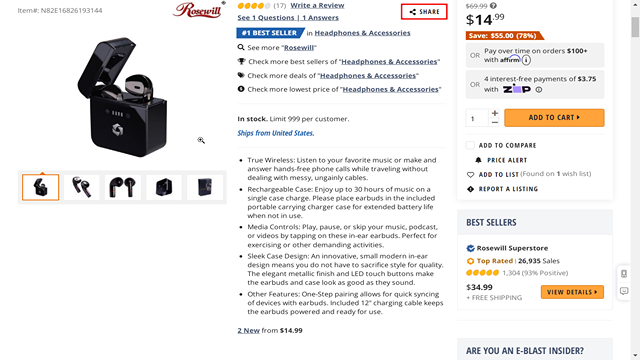 Item#: N82E16826193144
Rosewill
(17) Write a Review
See 1 Questions | 1 Answers
#1 BEST SELLER in Headphones & Accessories
See more "Rosewill"
Check more best sellers of "Headphones & Accessories"
Check more deals of "Headphones & Accessories"
Check more lowest price of "Headphones & Accessories"
In stock. Limit 999 per customer.
Ships from United States.
• True Wireless: Listen to your favorite music or make and
answer hands-free phone calls while traveling without
dealing with messy, ungainly cables.
• Rechargeable Case: Enjoy up to 30 hours of music on a
single case charge. Please place earbuds in the included
portable carrying charger case for extended battery life
when not in use.
• Media Controls: Play, pause, or skip your music, podcast,
or videos by tapping on these in-ear earbuds. Perfect for
exercising or other demanding activities.
• Sleek Case Design: An innovative, small modern in-ear
design means you do not have to sacrifice style for quality.
The elegant metallic finish and LED touch buttons make
the earbuds and case look as good as they sound.
• Other Features: One-Step pairing allows for quick syncing
of devices with earbuds. Included 12" charging cable keeps
the earbuds powered and ready for use.
2 New from $14.99
SHARE
$69.99
$14.99
Save: $55.00 (78%)
OR Pay over time on orders $100+
with affirm
OR 4 interest-free payments of $3.75
with ZIP
1 ADD TO CART
ADD TO COMPARE
PRICE ALERT
ADD TO LIST (Found on 1 wish list)
REPORT A LISTING
BEST SELLERS
Rosewill Superstore
Top Rated | 26,935 Sales
1,304 (93% Positive)
$34.99
+ FREE SHIPPING
VIEW DETAILS
ARE YOU AN E-BLAST INSIDER?